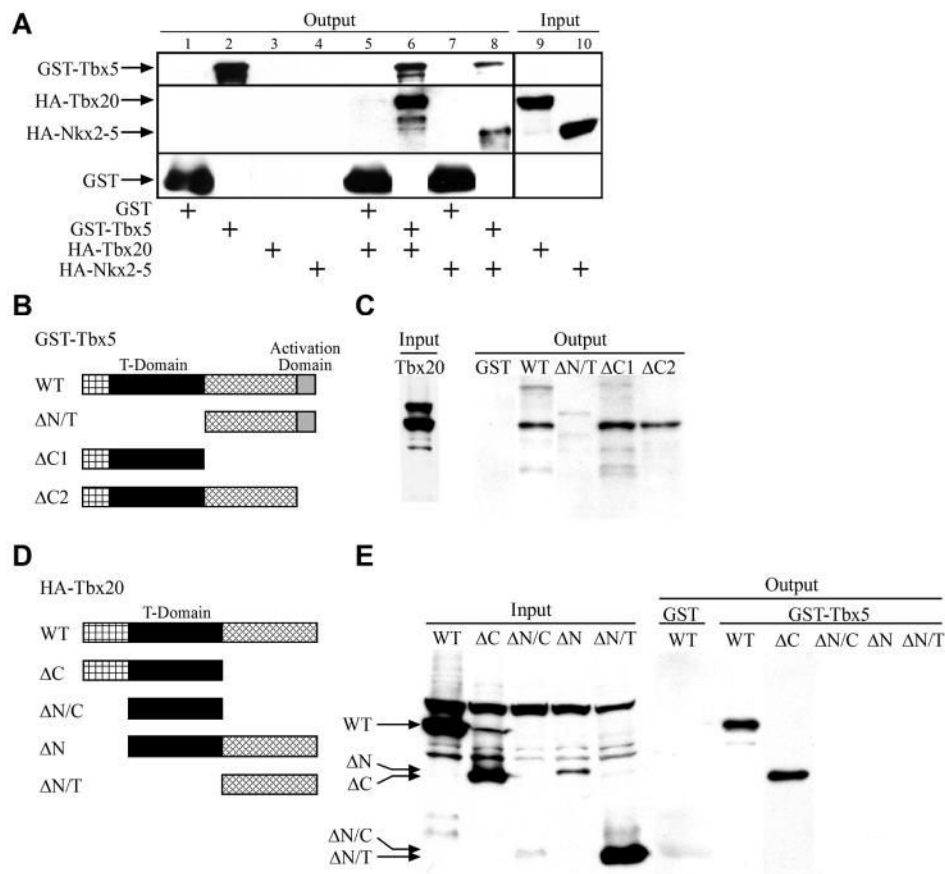 A
Output Input
1 2 3 4 5 6 7 8 9 10
GST-Tbx5
HA-Tbx20
HA-Nkx2-5
GST
GST + + +
GST-Tbx5 + + +
HA-Tbx20 + + + +
HA-Nkx2-5 + + + +
B
GST-Tbx5
T-Domain Activation Domain
WT
ΔN/T
ΔC1
ΔC2
C
Input Output
Tbx20 GST WT ΔN/T ΔC1 ΔC2
D
HA-Tbx20
T-Domain
WT
ΔC
ΔN/C
ΔN
ΔN/T
E
Output
Input GST GST-Tbx5
WT ΔC ΔN/C ΔN ΔN/T WT WT ΔC ΔN/C ΔN ΔN/T
WT
ΔN
ΔC
ΔN/C
ΔN/T